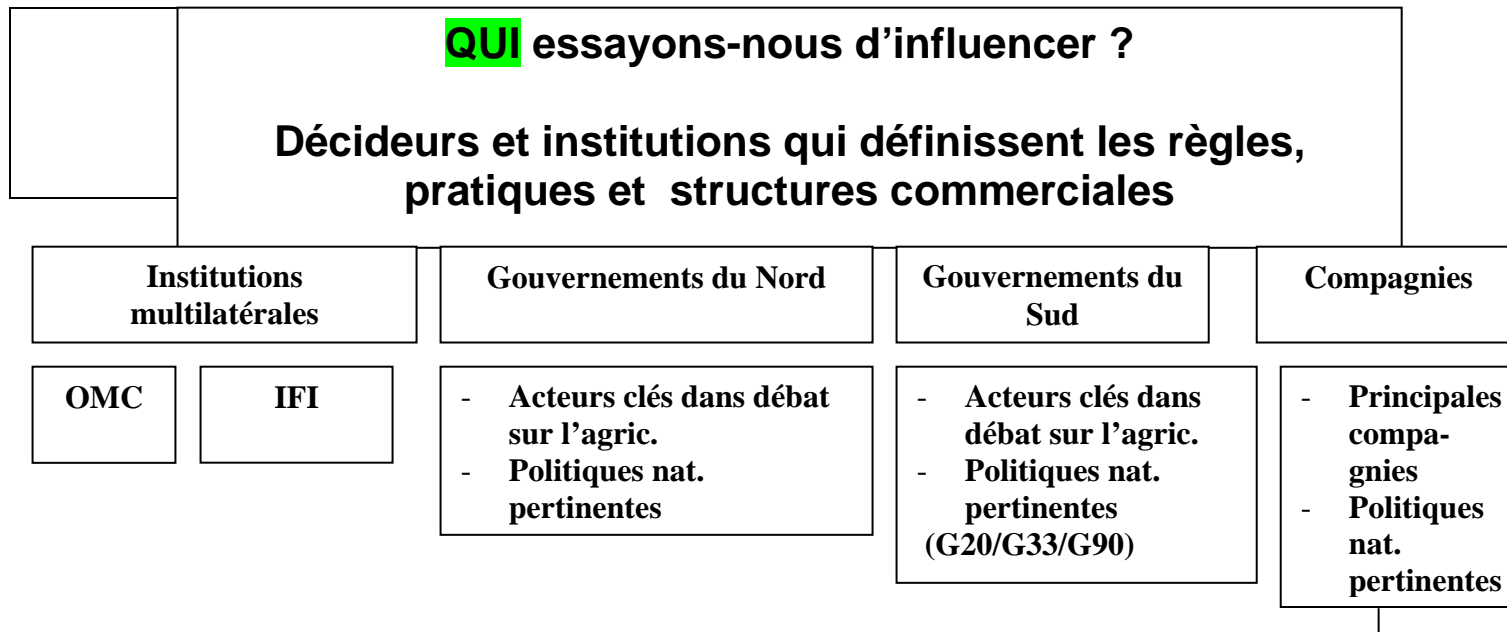 QUI essayons-nous d’influencer ?
Décideurs et institutions qui définissent les règles,
pratiques et structures commerciales
Institutions
multilatérales
Gouvernements du Nord
Gouvernements du
Sud
Compagnies
OMC
IFI
- Acteurs clés dans débat
sur l’agric.
- Politiques nat.
pertinentes
- Acteurs clés dans
débat sur l’agric.
- Politiques nat.
pertinentes
(G20/G33/G90)
- Principales
compa-
gnies
- Politiques
nat.
pertinentes